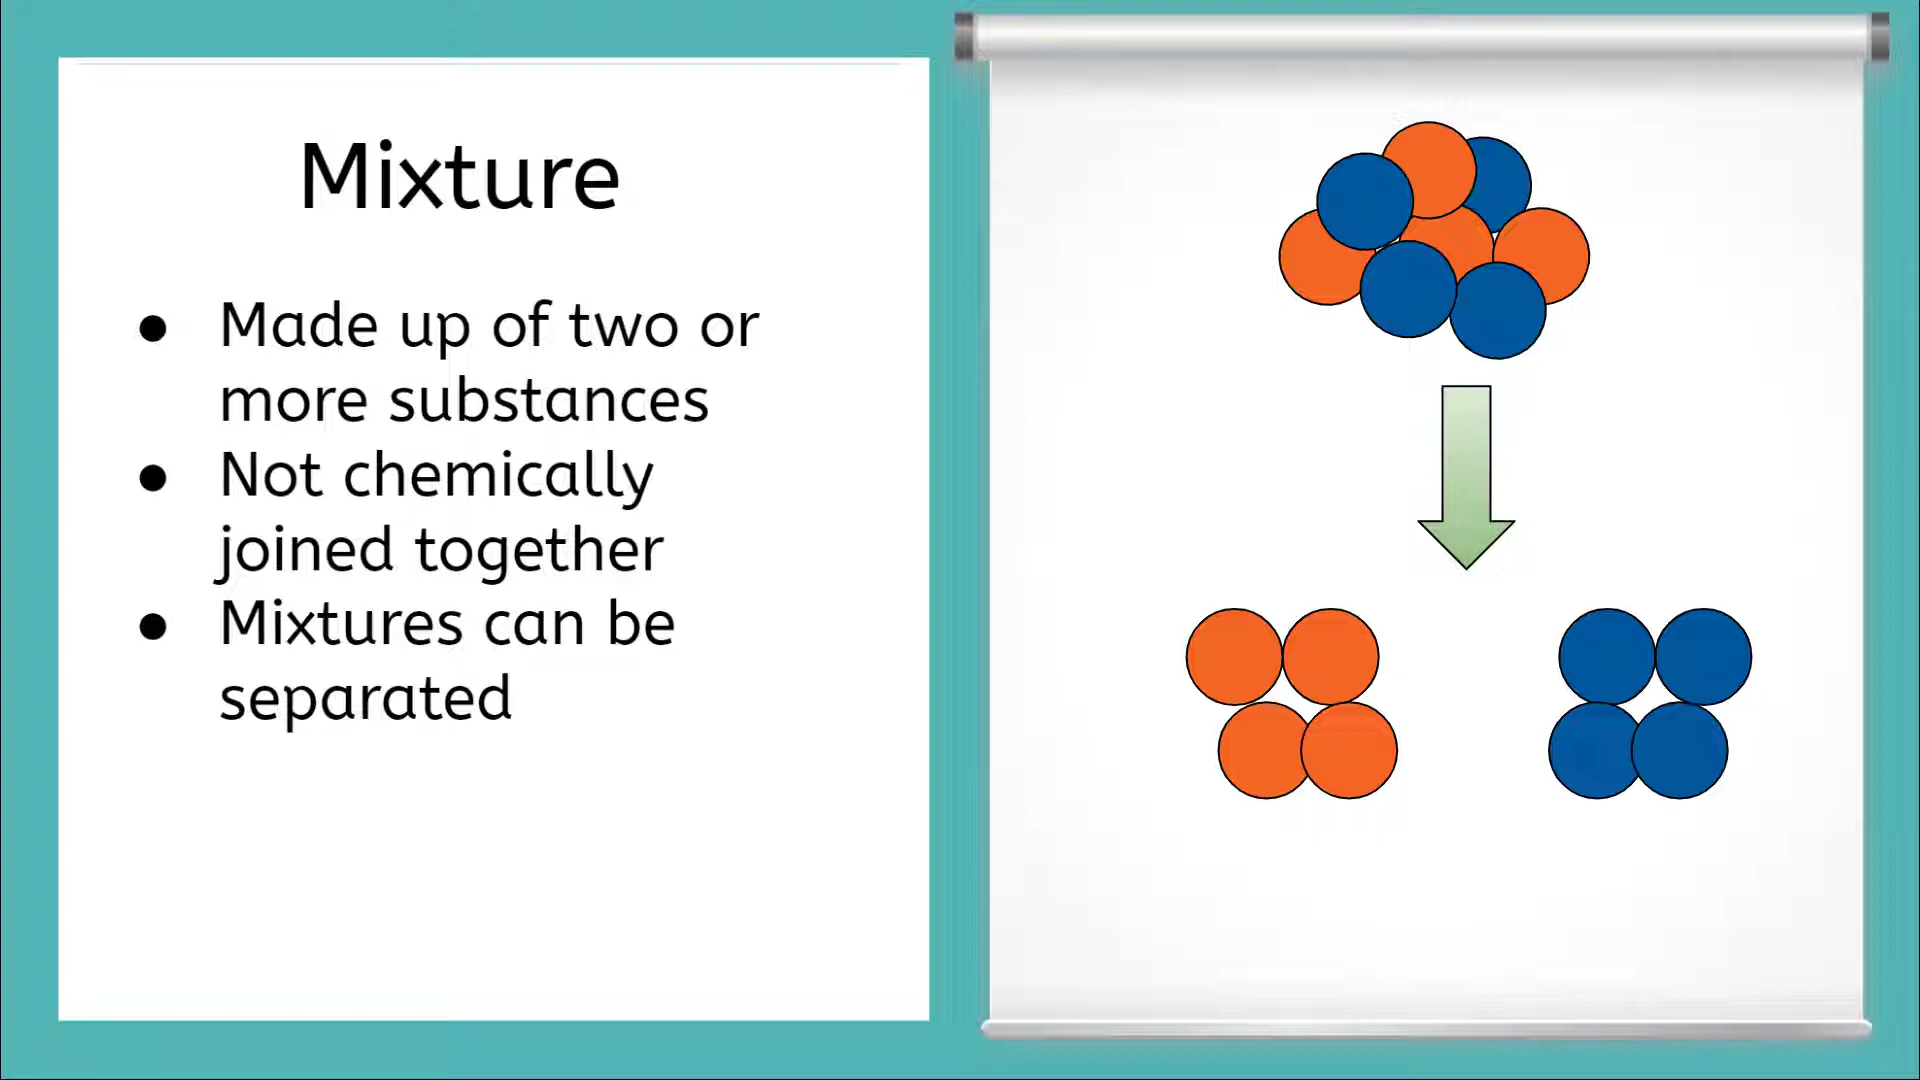 Mixture
● Made up of two or
more substances
● Not chemically
joined together
● Mixtures can be
separated